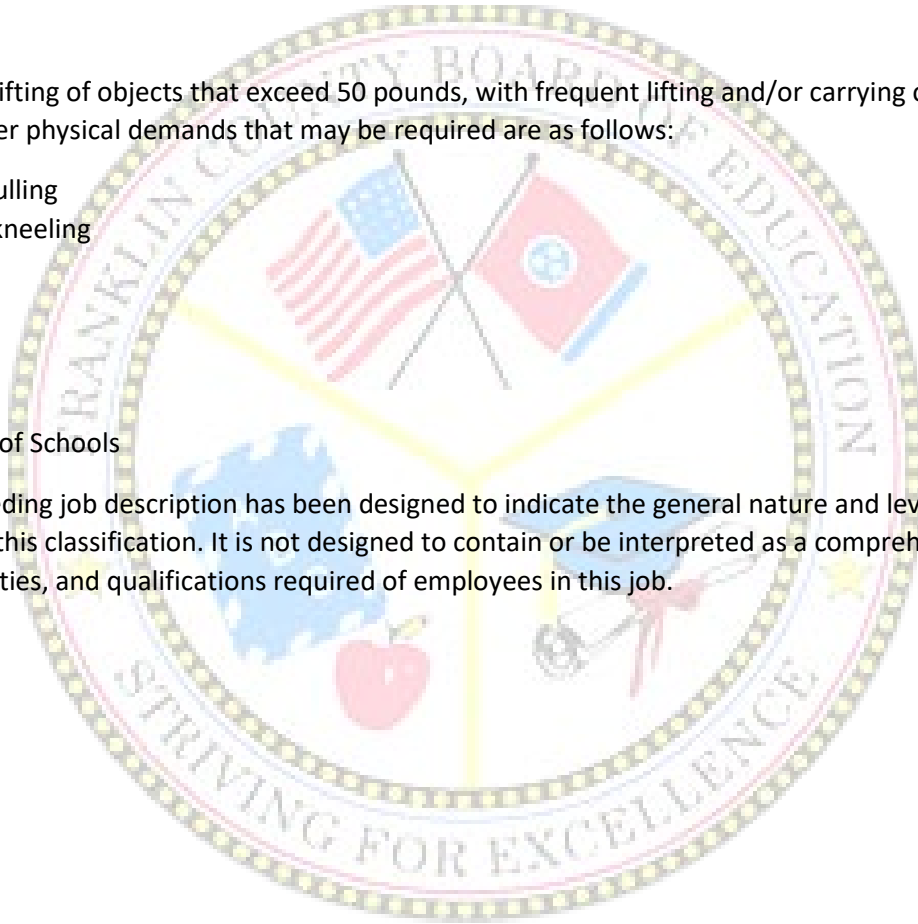 ifting of objects that exceed 50 pounds, with frequent lifting and/or carrying
er physical demands that may be required are as follows:
ulling
kneeling
of Schools
eding job description has been designed to indicate the general nature and lev
this classification. It is not designed to contain or be interpreted as a compreh
ties, and qualifications required of employees in this job.
FRANKLIN COUNTY BOARD OF EDUCATION
STRIVING FOR EXCELLENCE